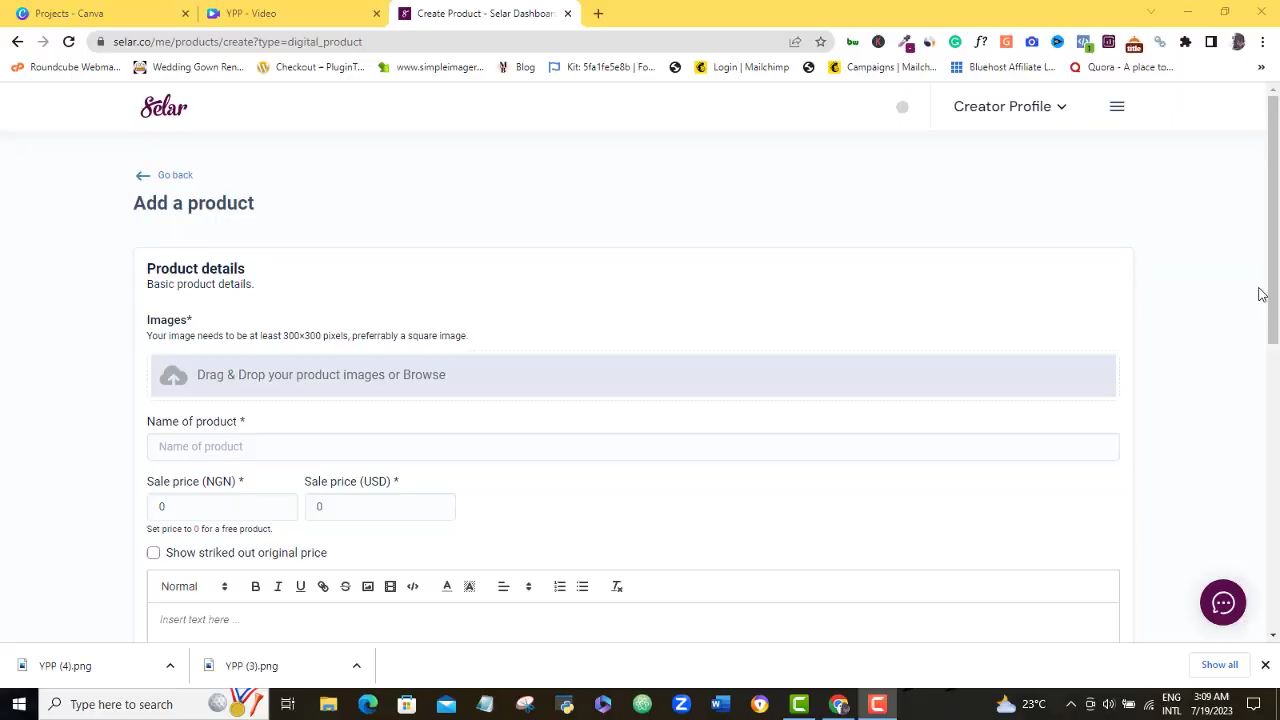 Projects - Canva
YPP - Video
Create Product - Selar Dashboar
selar.co/me/products/create?type=digital_product
Roundcube Webma...
Wedding Gown Ren...
Checkout – PluginT...
www.simpleimager...
Blog
Kit: 5fa1fe5e8b | Fo...
Login | Mailchimp
Campaigns | Mailch...
Bluehost Affiliate L...
Quora - A place to...
»
Selar
Creator Profile
Go back
Add a product
Product details
Basic product details.
Images*
Your image needs to be at least 300×300 pixels, preferrably a square image.
Drag & Drop your product images or Browse
Name of product *
Name of product
Sale price (NGN) * Sale price (USD) *
0 0
Set price to 0 for a free product.
Show striked out original price
Normal
Insert text here ...
YPP (4).png
YPP (3).png
Show all
Type here to search
23°C
ENG
INTL
3:09 AM
7/19/2023